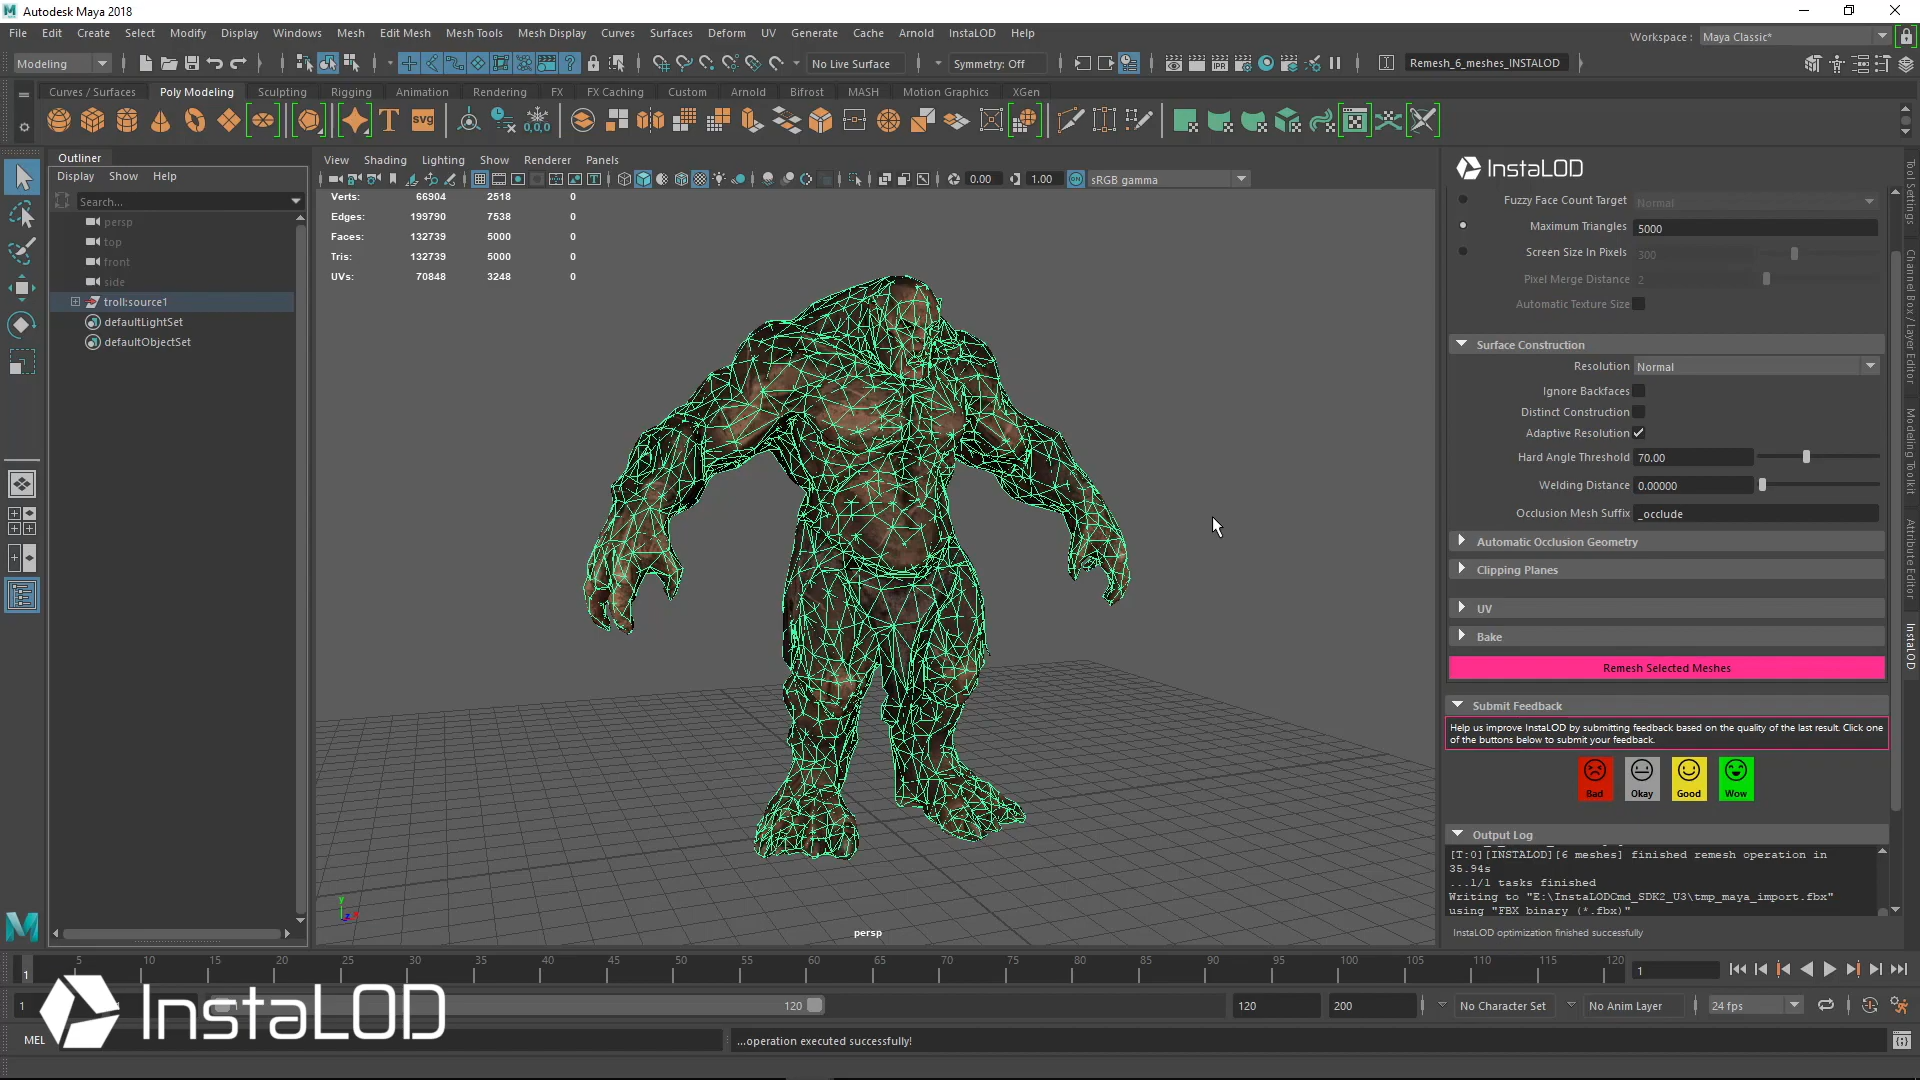 Autodesk Maya 2018
File Edit Create Select Modify Display Windows Mesh Edit Mesh Mesh Tools Mesh Display Curves Surfaces Deform UV Generate Cache Arnold InstaLOD Help
Workspace : Maya Classic*
Modeling
No Live Surface
Symmetry: Off
Remesh_6_meshes_INSTALOD
Curves / Surfaces Poly Modeling Sculpting Rigging Animation Rendering FX FX Caching Custom Arnold Bifrost MASH Motion Graphics XGen
Outliner
Display Show Help
Search...
persp
top
front
side
troll:source1
defaultLightSet
defaultObjectSet
View Shading Lighting Show Renderer Panels
0.00 1.00 sRGB gamma
Verts: 66904 2518 0
Edges: 199790 7538 0
Faces: 132739 5000 0
Tris: 132739 5000 0
UVs: 70848 3248 0
persp
InstaLOD
Fuzzy Face Count Target Normal
Maximum Triangles 5000
Screen Size In Pixels 300
Pixel Merge Distance 2
Automatic Texture Size
Surface Construction
Resolution Normal
Ignore Backfaces
Distinct Construction
Adaptive Resolution
Hard Angle Threshold 70.00
Welding Distance 0.00000
Occlusion Mesh Suffix _occlude
Automatic Occlusion Geometry
Clipping Planes
UV
Bake
Remesh Selected Meshes
Submit Feedback
Help us improve InstaLOD by submitting feedback based on the quality of the last result. Click one
of the buttons below to submit your feedback.
Bad Okay Good Wow
Output Log
[T:0][INSTALOD][6 meshes] finished remesh operation in
35.94s
...1/1 tasks finished
Writing to "E:\InstaLODCmd_SDK2_U3\tmp_maya_import.fbx"
using "FBX binary (*.fbx)"
InstaLOD optimization finished successfully
Tool Settings
Channel Box / Layer Editor
Modeling Toolkit
Attribute Editor
InstaLOD
1 5 10 15 20 25 30 35 40 45 50 55 60 65 70 75 80 85 90 95 100 105 110 115 120
1
1 120 120 200 No Character Set No Anim Layer 24 fps
InstaLOD
MEL
...operation executed successfully!